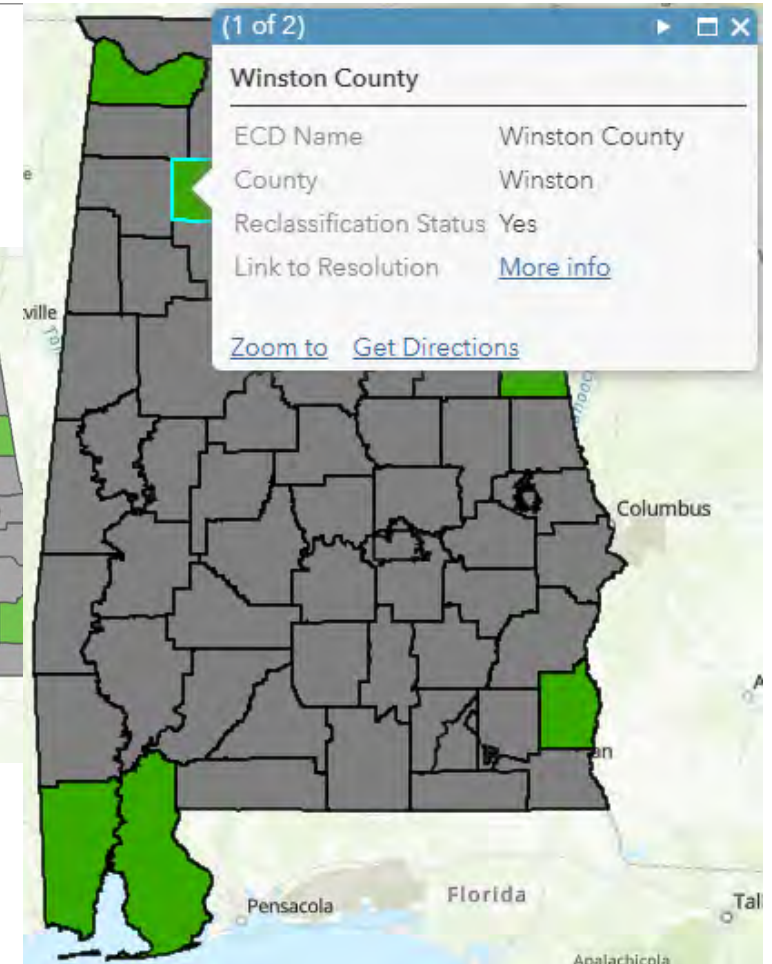 (1 of 2)
Winston County
ECD Name Winston County
County Winston
Reclassification Status Yes
Link to Resolution More info
Zoom to Get Directions
ville
Columbus
an
Pensacola
Florida
Tal
Apalachicola